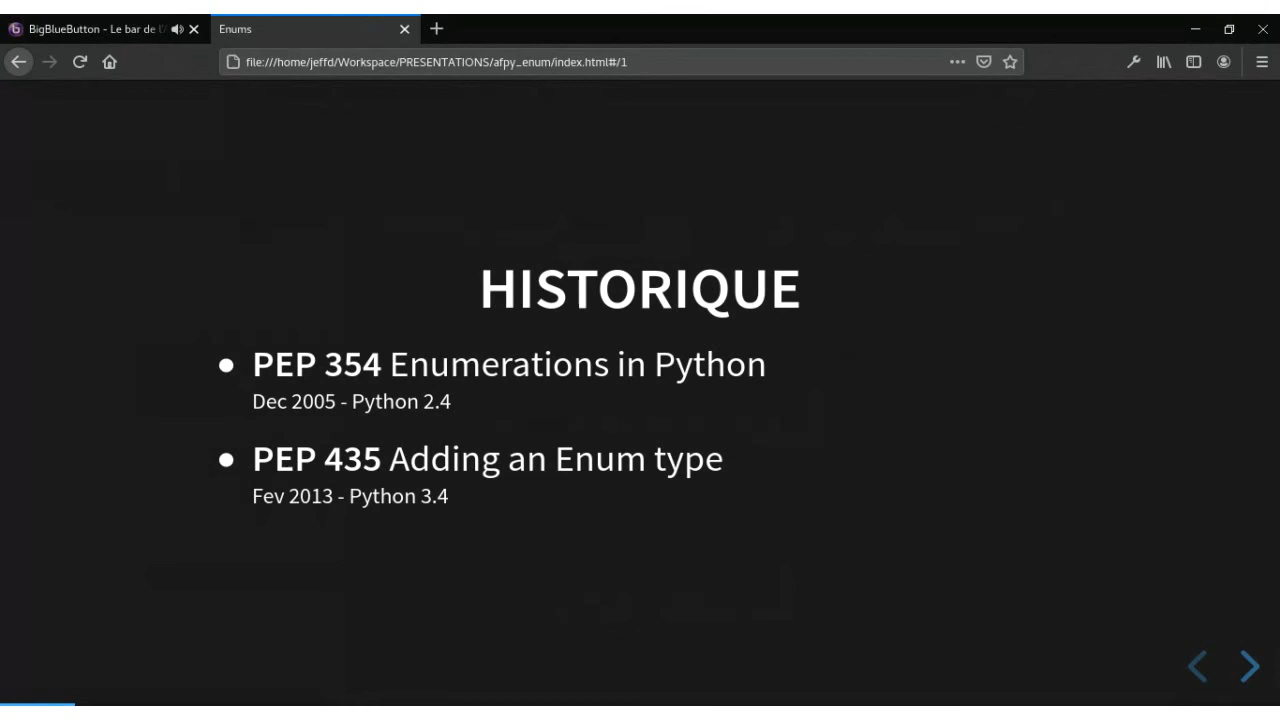 BigBlueButton - Le bar de l'
Enums
file:///home/jeffd/Workspace/PRESENTATIONS/afpy_enum/index.html#/1
HISTORIQUE
PEP 354 Enumerations in Python
Dec 2005 - Python 2.4
PEP 435 Adding an Enum type
Fev 2013 - Python 3.4